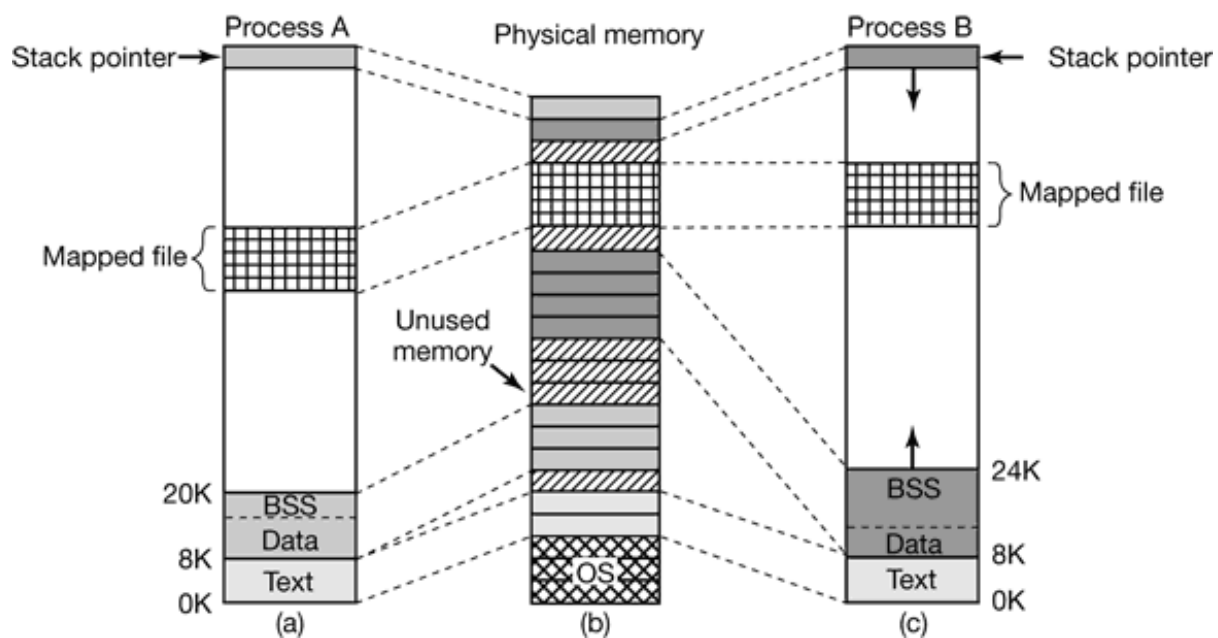 Process A
Physical memory
Process B
Stack pointer
Stack pointer
Mapped file
Mapped file
Unused
memory
20K
BSS
24K
BSS
Data
Data
8K
8K
Text
OS
Text
0K
0K
(a)
(b)
(c)